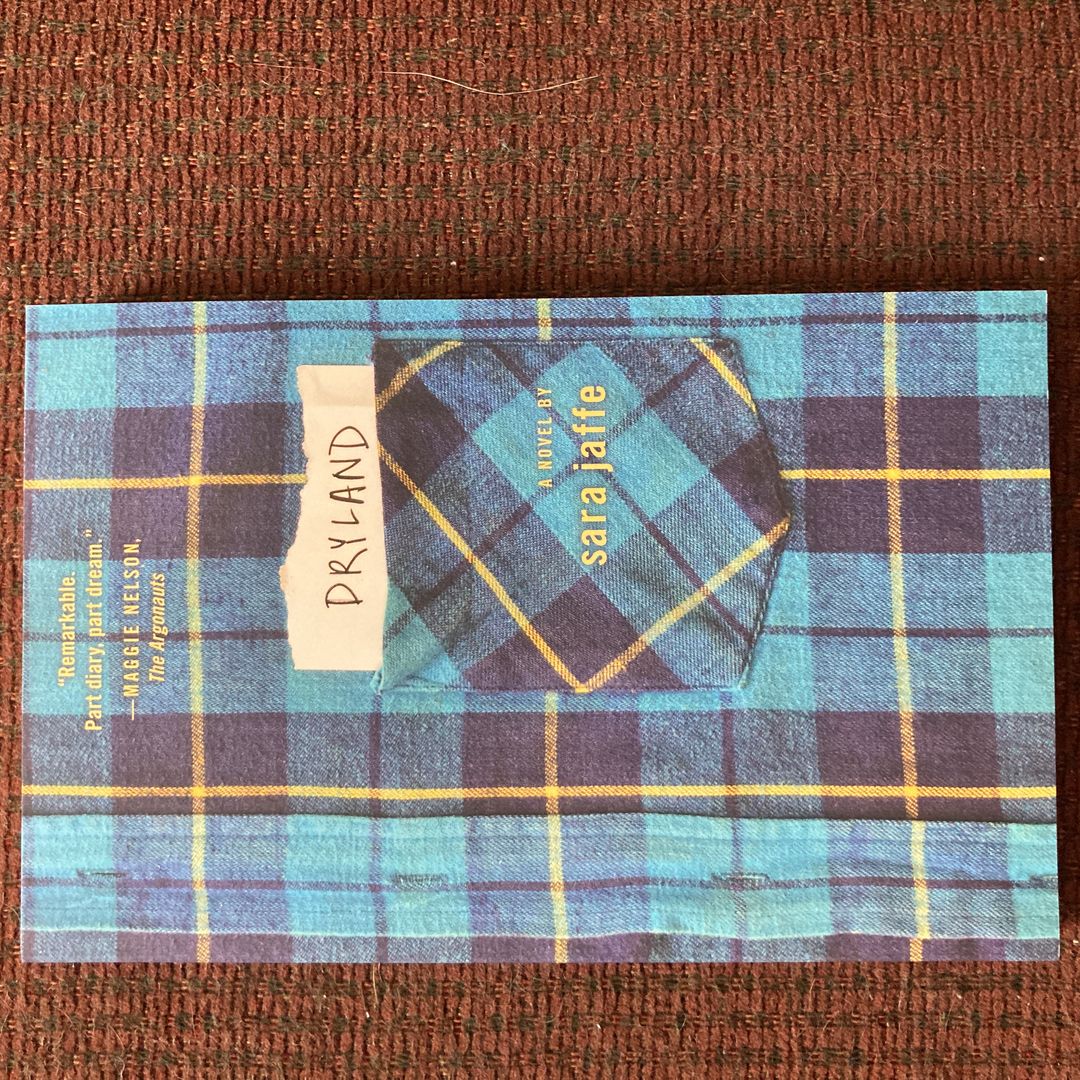 “Remarkable.
Part diary, part dream.”
—MAGGIE NELSON,
The Argonauts
DRYLAND
A NOVEL BY
sara jaffe